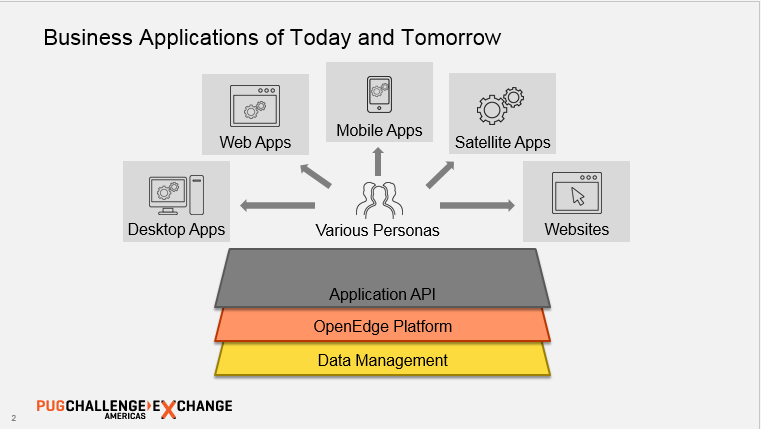 Business Applications of Today and Tomorrow
Web Apps
Mobile Apps
Satellite Apps
Desktop Apps
Various Personas
Websites
Application API
OpenEdge Platform
Data Management
PUGCHALLENGE EXCHANGE
AMERICAS
2